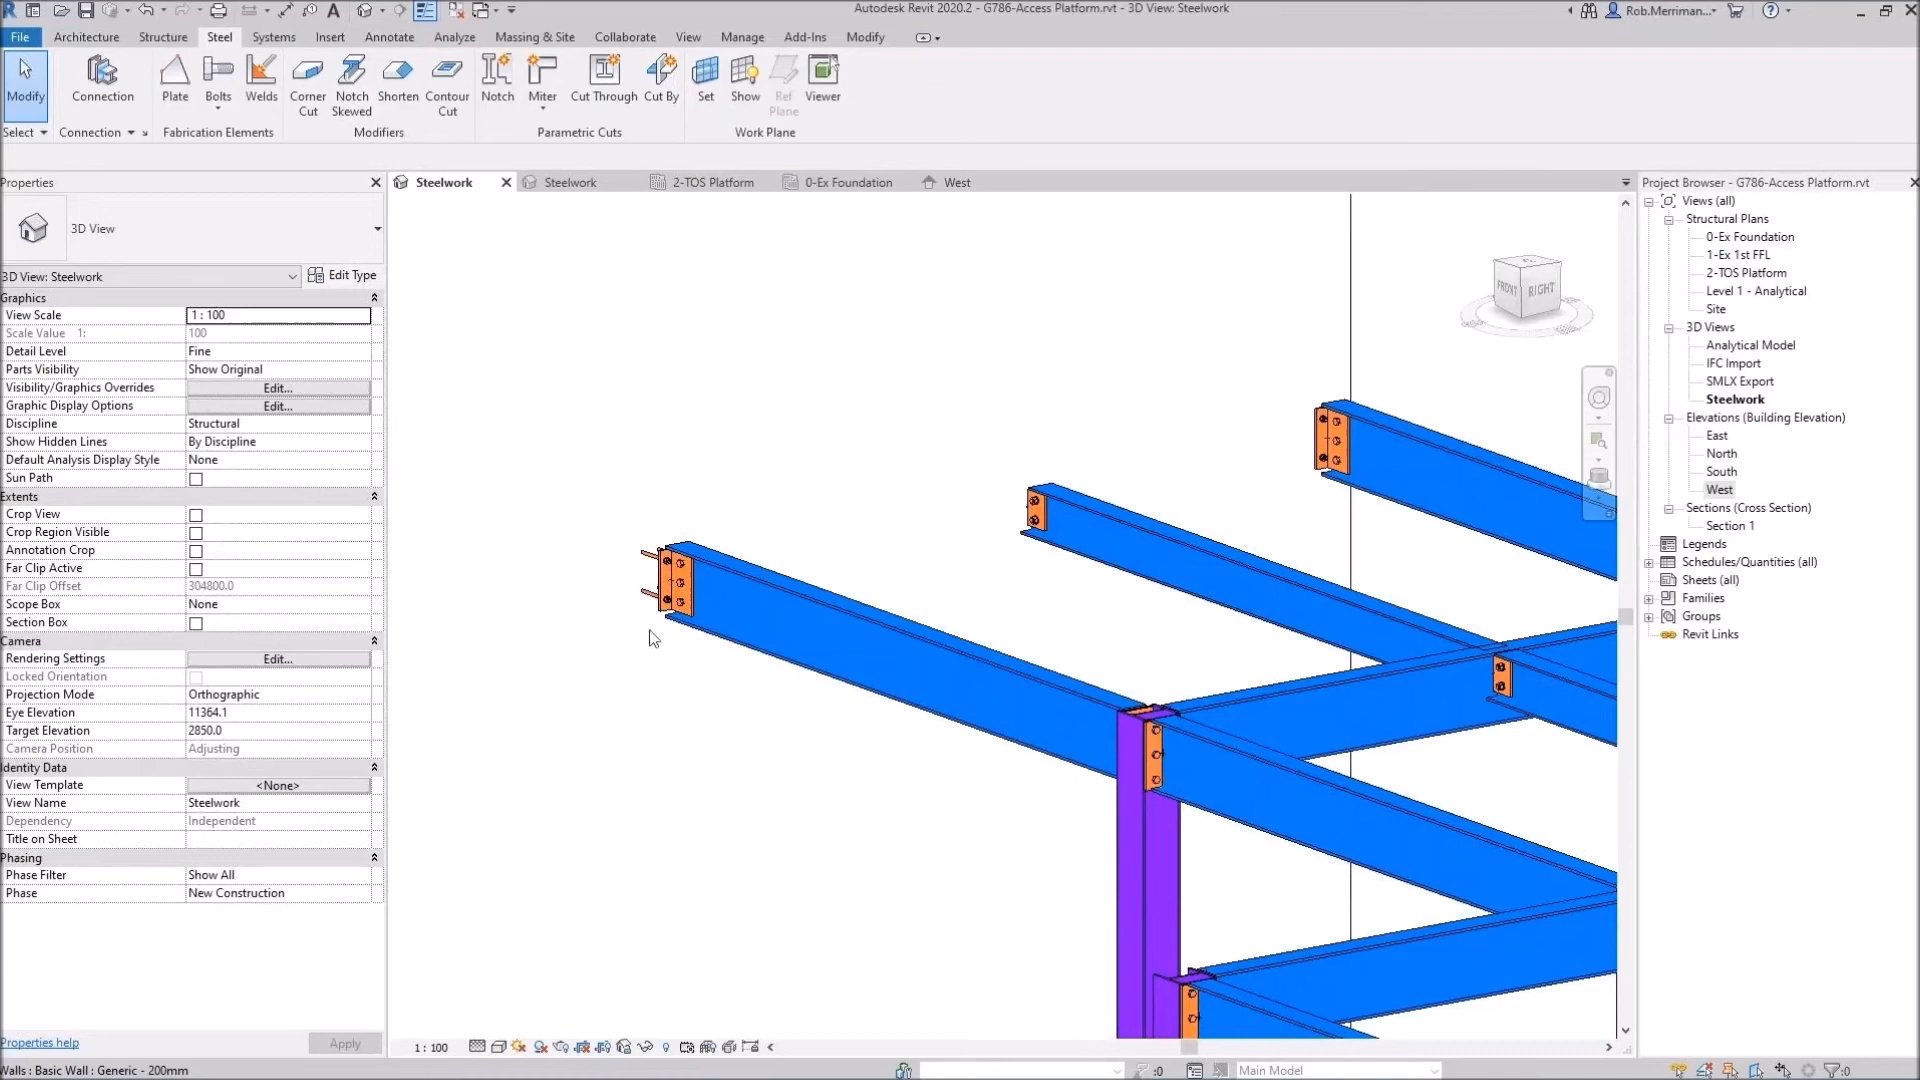 Autodesk Revit 2020.2 - G786-Access Platform.rvt - 3D View: Steelwork
Rob.Merriman...
File Architecture Structure Steel Systems Insert Annotate Analyze Massing & Site Collaborate View Manage Add-Ins Modify
Modify Connection Plate Bolts Welds Corner Cut Notch Skewed Shorten Contour Cut Notch Miter Cut Through Cut By Set Show Ref Plane Viewer
Select Connection Fabrication Elements Modifiers Parametric Cuts Work Plane
Properties
Steelwork Steelwork 2-TOS Platform 0-Ex Foundation West
3D View
3D View: Steelwork Edit Type
Graphics
View Scale 1 : 100
Scale Value 1: 100
Detail Level Fine
Parts Visibility Show Original
Visibility/Graphics Overrides Edit...
Graphic Display Options Edit...
Discipline Structural
Show Hidden Lines By Discipline
Default Analysis Display Style None
Sun Path
Extents
Crop View
Crop Region Visible
Annotation Crop
Far Clip Active
Far Clip Offset 304800.0
Scope Box None
Section Box
Camera
Rendering Settings Edit...
Locked Orientation
Projection Mode Orthographic
Eye Elevation 11364.1
Target Elevation 2850.0
Camera Position Adjusting
Identity Data
View Template <None>
View Name Steelwork
Dependency Independent
Title on Sheet
Phasing
Phase Filter Show All
Phase New Construction
Properties help Apply
FRONT RIGHT
Project Browser - G786-Access Platform.rvt
Views (all)
Structural Plans
0-Ex Foundation
1-Ex 1st FFL
2-TOS Platform
Level 1 - Analytical
Site
3D Views
Analytical Model
IFC Import
SMLX Export
Steelwork
Elevations (Building Elevation)
East
North
South
West
Sections (Cross Section)
Section 1
Legends
Schedules/Quantities (all)
Sheets (all)
Families
Groups
Revit Links
1 : 100
Walls : Basic Wall : Generic - 200mm :0 Main Model :0